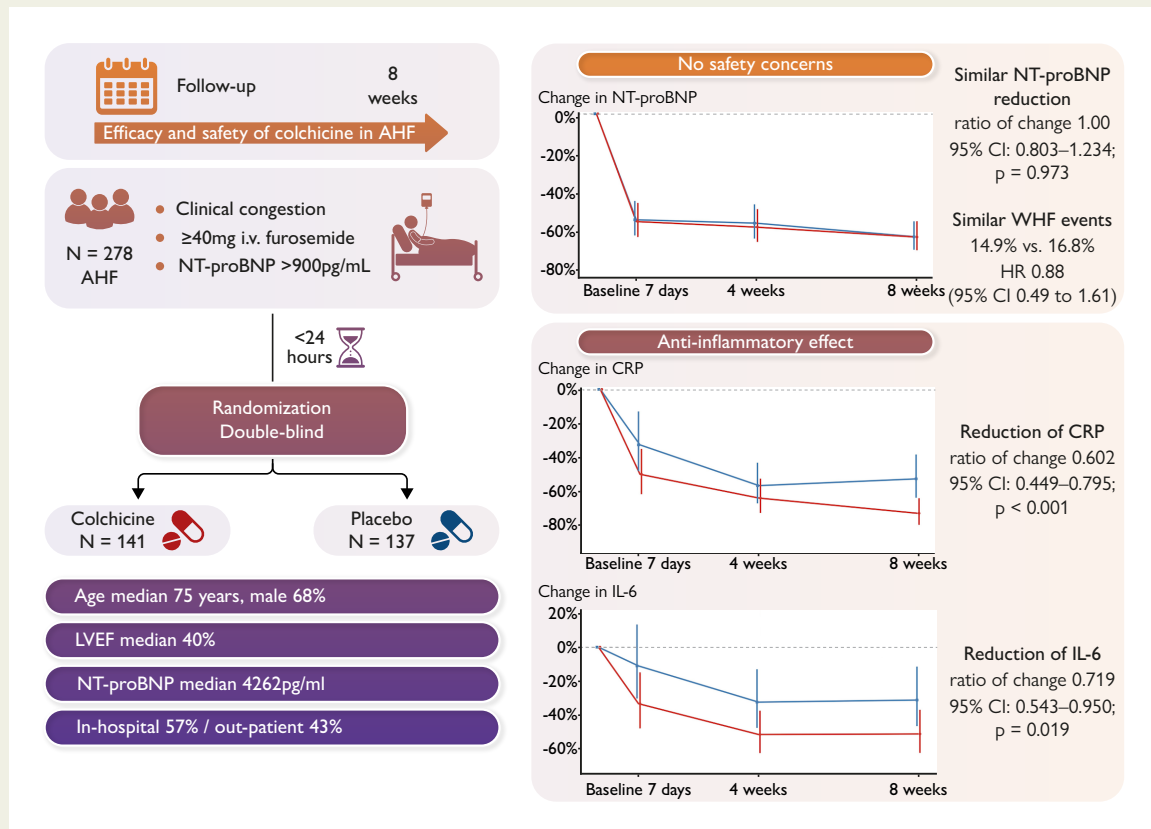 Follow-up
8
weeks
Efficacy and safety of colchicine in AHF
N = 278
AHF
• Clinical congestion
• ≥40mg i.v. furosemide
• NT-proBNP >900pg/mL
<24
hours
Randomization
Double-blind
Colchicine
N = 141
Placebo
N = 137
Age median 75 years, male 68%
LVEF median 40%
NT-proBNP median 4262pg/ml
In-hospital 57% / out-patient 43%
No safety concerns
Change in NT-proBNP
0%
-20%
-40%
-60%
-80%
Baseline 7 days 4 weeks 8 weeks
Similar NT-proBNP
reduction
ratio of change 1.00
95% CI: 0.803–1.234;
p = 0.973
Similar WHF events
14.9% vs. 16.8%
HR 0.88
(95% CI 0.49 to 1.61)
Anti-inflammatory effect
Change in CRP
0%
-20%
-40%
-60%
-80%
Baseline 7 days 4 weeks 8 weeks
Reduction of CRP
ratio of change 0.602
95% CI: 0.449–0.795;
p < 0.001
Change in IL-6
20%
0%
-20%
-40%
-60%
Baseline 7 days 4 weeks 8 weeks
Reduction of IL-6
ratio of change 0.719
95% CI: 0.543–0.950;
p = 0.019